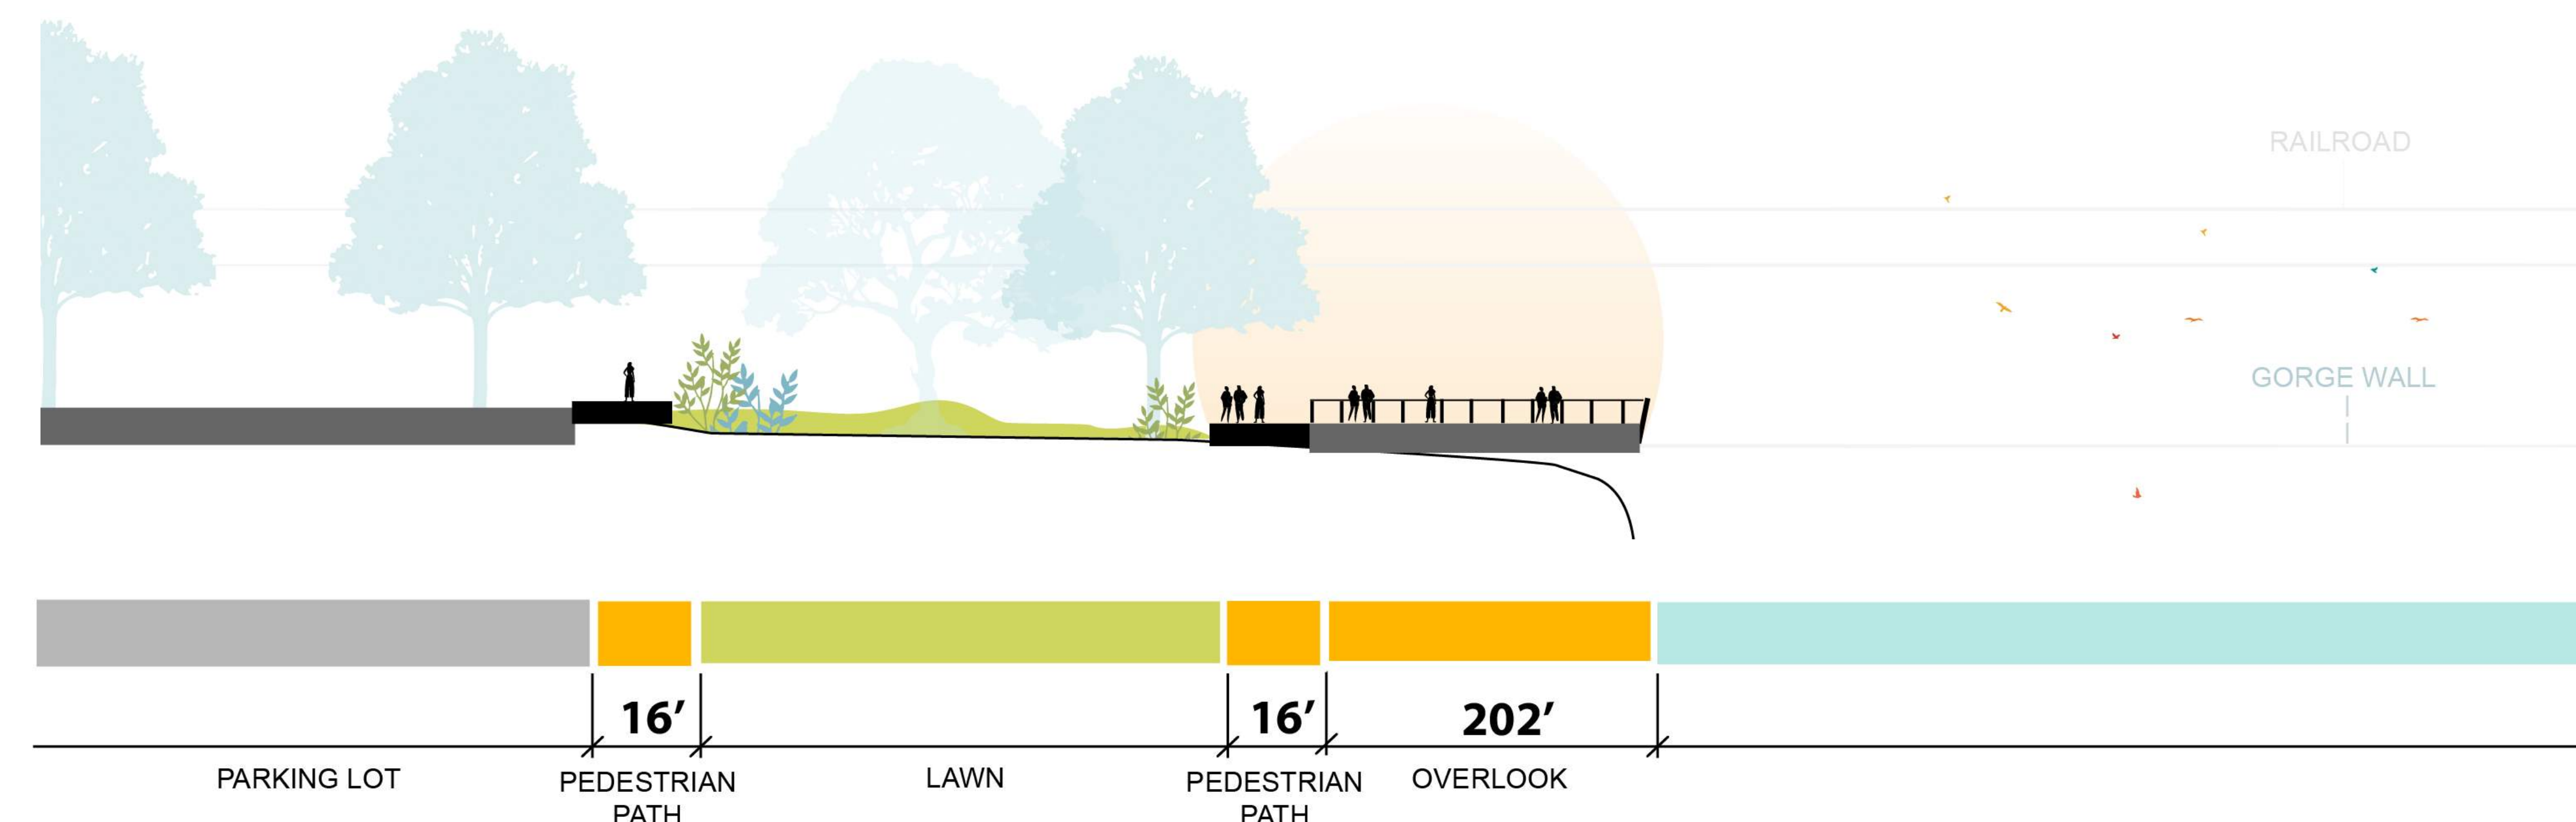 RAILROAD
GORGE WALL
16’
16’
202’
PARKING LOT
PEDESTRIAN
PATH
LAWN
PEDESTRIAN
PATH
OVERLOOK